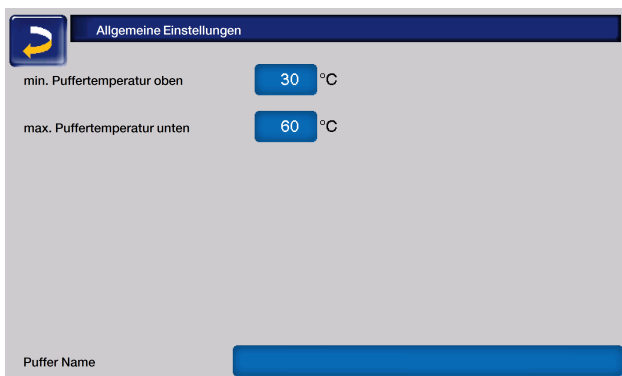 Allgemeine Einstellungen
min. Puffertemperatur oben 30 °C
max. Puffertemperatur unten 60 °C
Puffer Name